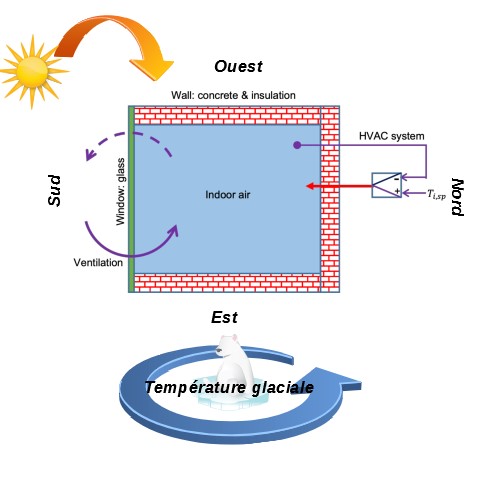 Ouest
Wall: concrete & insulation
HVAC system
Sud
Window: glass
Indoor air
−
+
T_{i,sp}
Nord
Ventilation
Est
Température glaciale